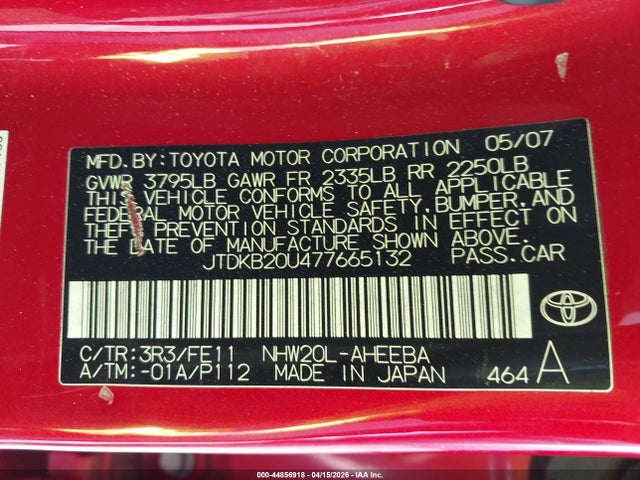 MFD.BY:TOYOTA MOTOR CORPORATION 05/07
GVWR 3795LB GAWR FR 2335LB RR 2250LB
THIS VEHICLE CONFORMS TO ALL APPLICABLE
FEDERAL MOTOR VEHICLE SAFETY,BUMPER,AND
THEFT PREVENTION STANDARDS IN EFFECT ON
THE DATE OF MANUFACTURE SHOWN ABOVE.
JTDKB20U477665132 PASS.CAR
C/TR:3R3/FE11 NHW20L-AHEEBA
A/TM:-01A/P112 MADE IN JAPAN 464 A
000-44856918 - 04/15/2026 - IAA Inc.